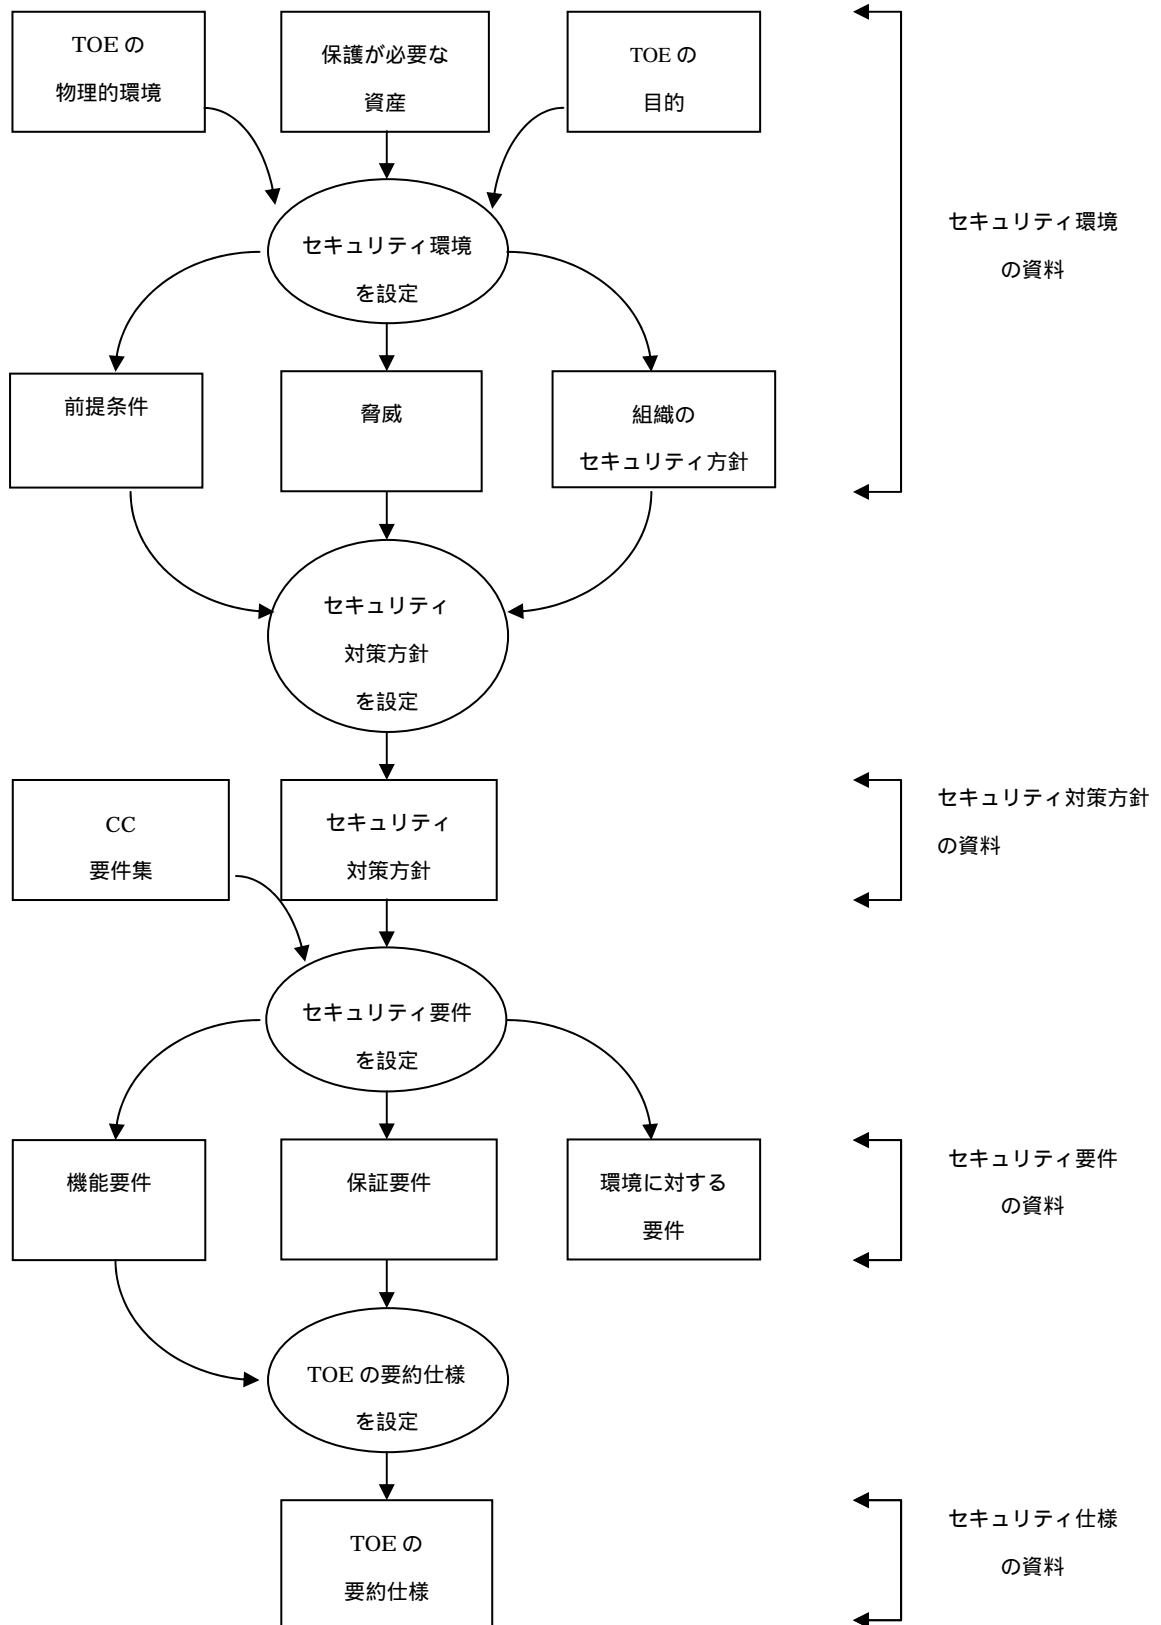 TOE の
物理的環境
保護が必要な
資産
TOE の
目的
セキュリティ環境
の資料
セキュリティ環境
を設定
前提条件
脅威
組織の
セキュリティ方針
セキュリティ
対策方針
を設定
CC
要件集
セキュリティ
対策方針
セキュリティ対策方針
の資料
セキュリティ要件
を設定
機能要件
保証要件
環境に対する
要件
セキュリティ要件
の資料
TOE の要約仕様
を設定
TOE の
要約仕様
セキュリティ仕様
の資料